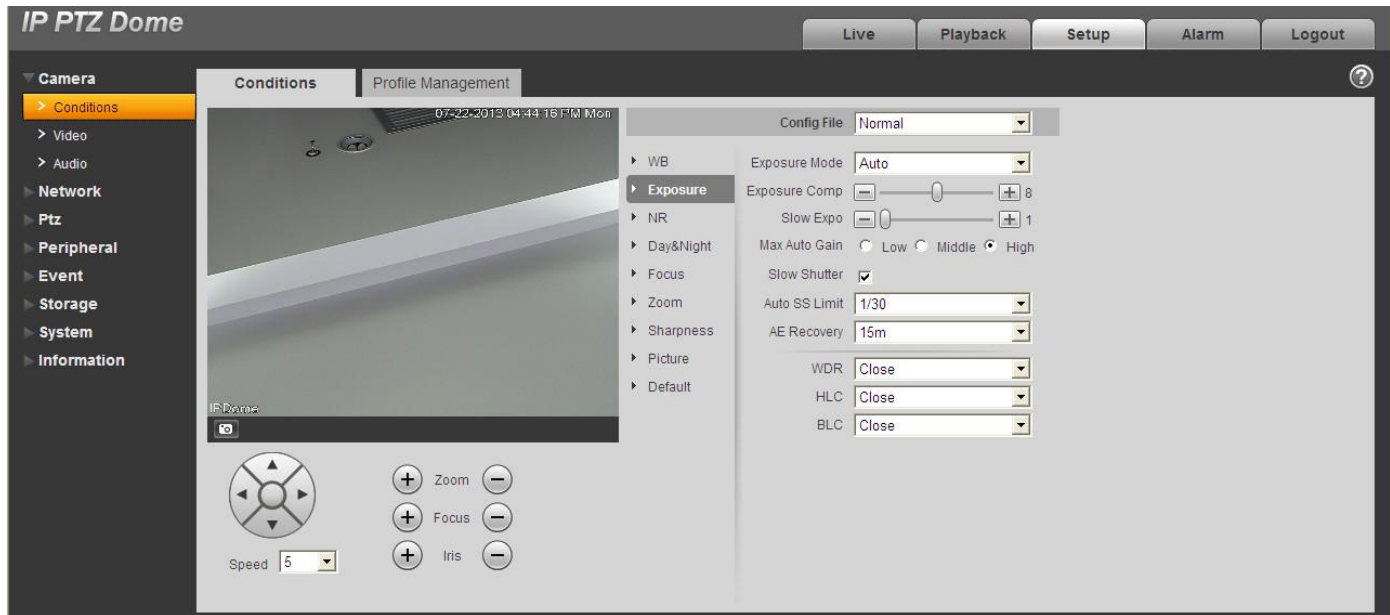 IP PTZ Dome
Live
Playback
Setup
Alarm
Logout
Camera
Conditions
Video
Audio
Network
Ptz
Peripheral
Event
Storage
System
Information
Conditions
Profile Management
07-22-2013 04:44:16 PM Mon
IP Dome
Zoom
Focus
Iris
Speed 5
WB
Exposure
NR
Day&Night
Focus
Zoom
Sharpness
Picture
Default
Config File Normal
Exposure Mode Auto
Exposure Comp 8
Slow Expo 1
Max Auto Gain Low Middle High
Slow Shutter
Auto SS Limit 1/30
AE Recovery 15m
WDR Close
HLC Close
BLC Close